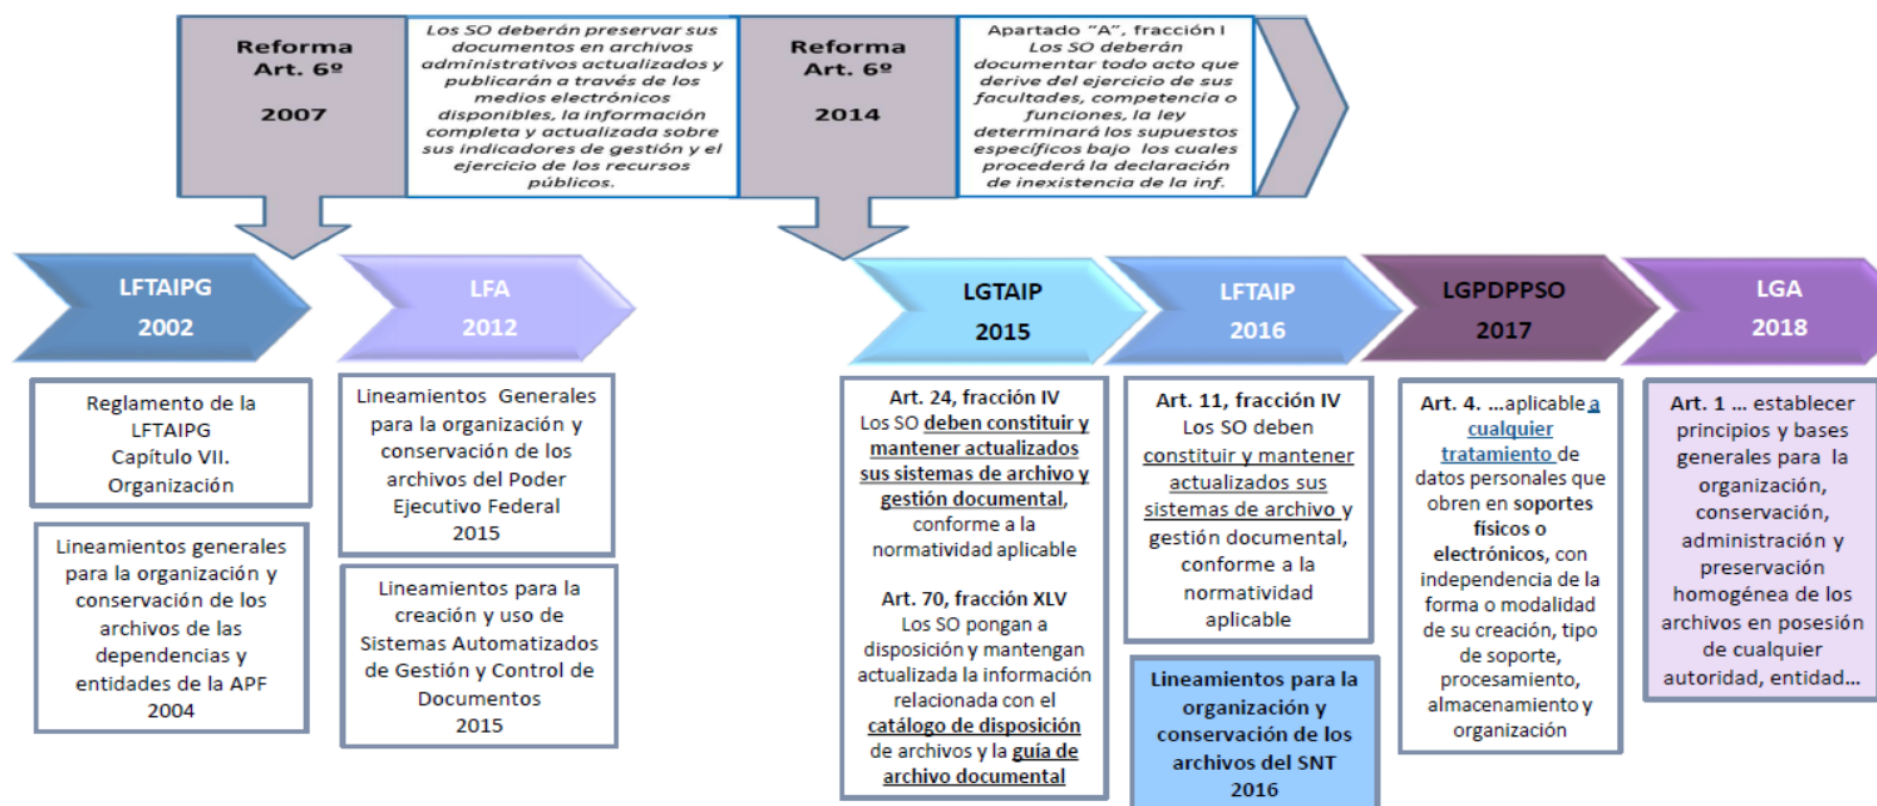 Reforma
Art. 6º
2007
Los SO deberán preservar sus
documentos en archivos
administrativos actualizados y
publicarán a través de los
medios electrónicos
disponibles, la información
completa y actualizada sobre
sus indicadores de gestión y el
ejercicio de los recursos
públicos.
Reforma
Art. 6º
2014
Apartado "A", fracción I
Los SO deberán
documentar todo acto que
derive del ejercicio de sus
facultades, competencia o
funciones, la ley
determinará los supuestos
específicos bajo los cuales
procederá la declaración
de inexistencia de la inf.
LFTAIPG
2002
LFA
2012
LGTAIP
2015
LFTAIP
2016
LGPDPPSO
2017
LGA
2018
Reglamento de la
LFTAIPG
Capítulo VII.
Organización
Lineamientos generales
para la organización y
conservación de los
archivos de las
dependencias y
entidades de la APF
2004
Lineamientos Generales
para la organización y
conservación de los
archivos del Poder
Ejecutivo Federal
2015
Lineamientos para la
creación y uso de
Sistemas Automatizados
de Gestión y Control de
Documentos
2015
Art. 24, fracción IV
Los SO deben constituir y
mantener actualizados
sus sistemas de archivo y
gestión documental,
conforme a la
normatividad aplicable
Art. 70, fracción XLV
Los SO pongan a
disposición y mantengan
actualizada la información
relacionada con el
catálogo de disposición
de archivos y la guía de
archivo documental
Art. 11, fracción IV
Los SO deben
constituir y mantener
actualizados sus
sistemas de archivo y
gestión documental,
conforme a la
normatividad
aplicable
Lineamientos para la
organización y
conservación de los
archivos del SNT
2016
Art. 4. ...aplicable a
cualquier
tratamiento de
datos personales que
obren en soportes
físicos o
electrónicos, con
independencia de la
forma o modalidad
de su creación, tipo
de soporte,
procesamiento,
almacenamiento y
organización
Art. 1 ... establecer
principios y bases
generales para la
organización,
conservación,
administración y
preservación
homogénea de los
archivos en posesión
de cualquier
autoridad, entidad...